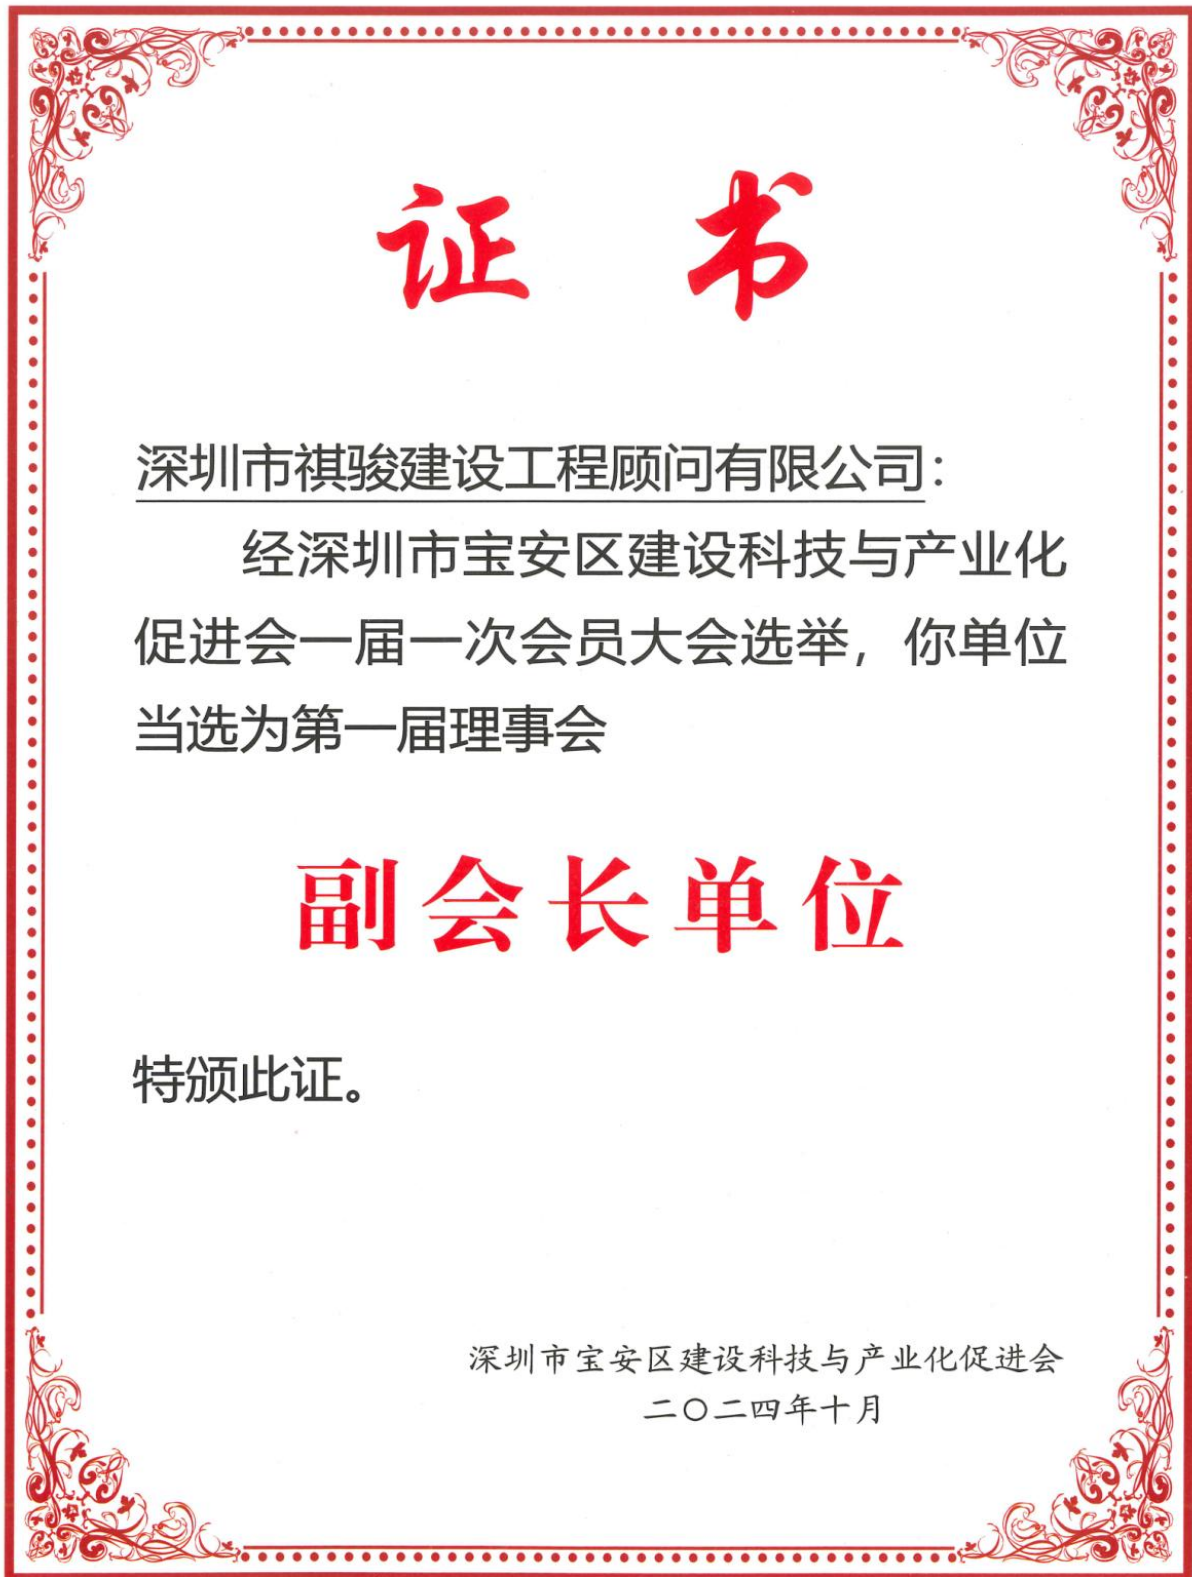 证书
深圳市祺骏建设工程顾问有限公司：
经深圳市宝安区建设科技与产业化
促进会一届一次会员大会选举，你单位
当选为第一届理事会
副会长单位
特颁此证。
深圳市宝安区建设科技与产业化促进会
二〇二四年十月